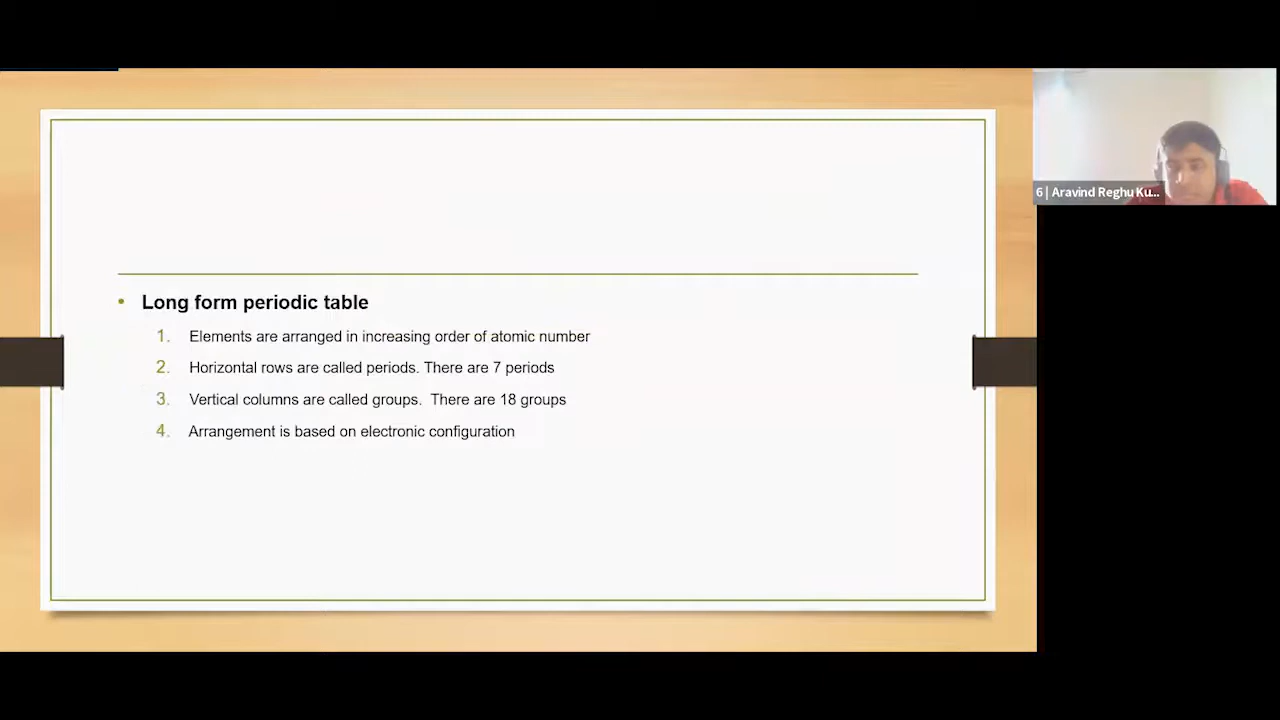 6 | Aravind Reghu Ku...
• Long form periodic table
1. Elements are arranged in increasing order of atomic number
2. Horizontal rows are called periods. There are 7 periods
3. Vertical columns are called groups.  There are 18 groups
4. Arrangement is based on electronic configuration